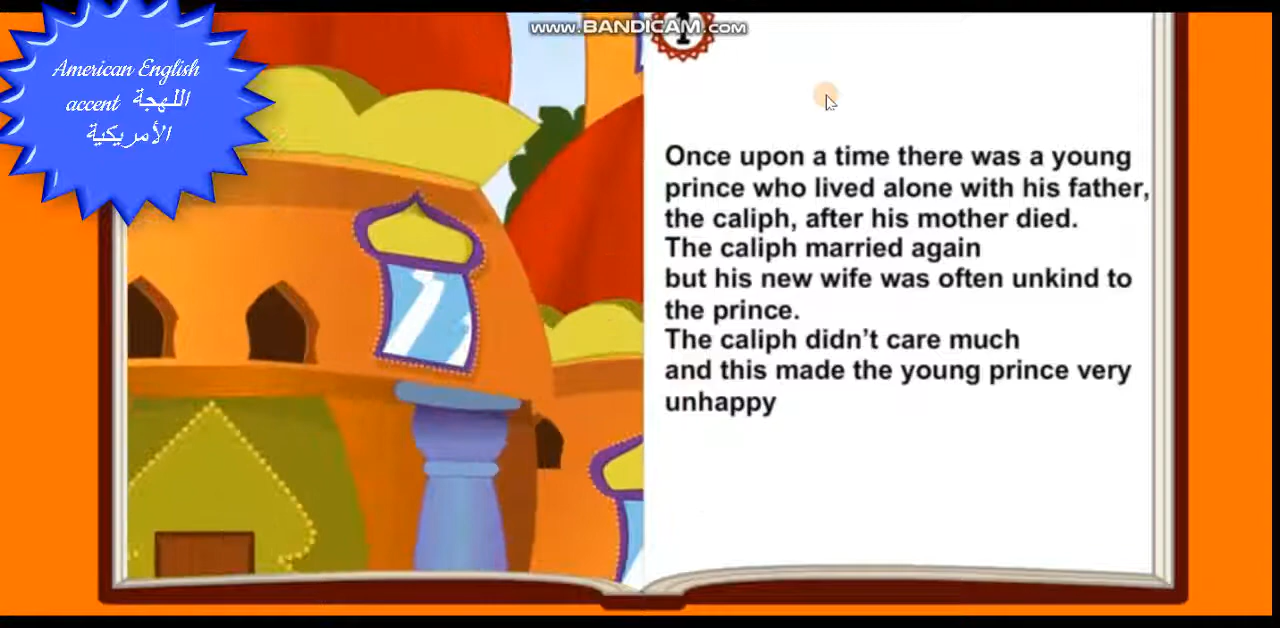 www.BANDICAM.com
American English
accent اللهجة
الأمريكية
Once upon a time there was a young
prince who lived alone with his father,
the caliph, after his mother died.
The caliph married again
but his new wife was often unkind to
the prince.
The caliph didn't care much
and this made the young prince very
unhappy